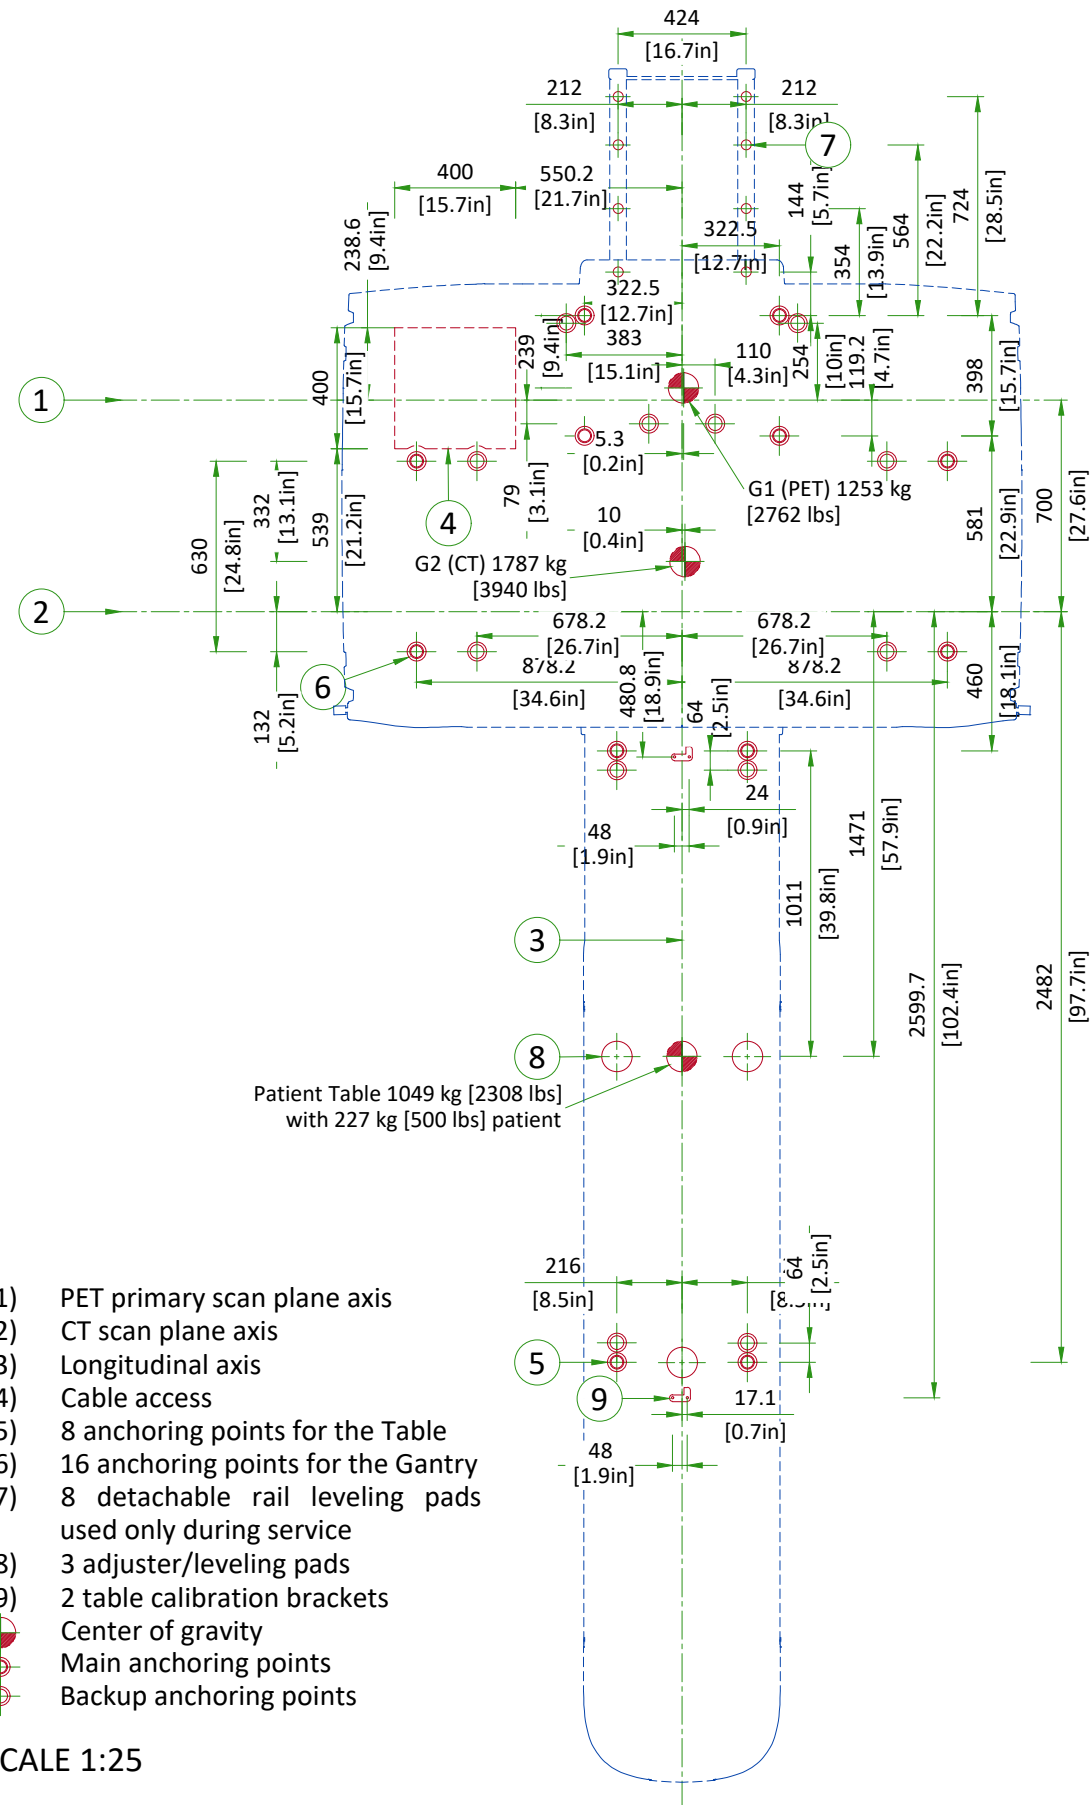 424
[16.7in]
212
[8.3in]
212
[8.3in]
7
400
[15.7in]
550.2
[21.7in]
144
[5.7in]
564
[22.2in]
724
[28.5in]
238.6
[9.4in]
322.5
[12.7in]
354
[13.9in]
322.5
[12.7in]
383
[15.1in]
239
[9.4in]
110
[4.3in]
254
[10in]
119.2
[4.7in]
398
[15.7in]
400
[15.7in]
1
5.3
[0.2in]
79
[3.1in]
G1 (PET) 1253 kg
[2762 lbs]
4
10
[0.4in]
G2 (CT) 1787 kg
[3940 lbs]
630
[24.8in]
332
[13.1in]
539
[21.2in]
581
[22.9in]
700
[27.6in]
2
678.2
[26.7in]
678.2
[26.7in]
878.2
[34.6in]
878.2
[34.6in]
6
132
[5.2in]
480.8
[18.9in]
64
[2.5in]
460
[18.1in]
24
[0.9in]
48
[1.9in]
1471
[57.9in]
1011
[39.8in]
3
2599.7
[102.4in]
2482
[97.7in]
8
Patient Table 1049 kg [2308 lbs]
with 227 kg [500 lbs] patient
216
[8.5in]
64
[2.5in]
5
9
17.1
[0.7in]
48
[1.9in]
1) PET primary scan plane axis
2) CT scan plane axis
3) Longitudinal axis
4) Cable access
5) 8 anchoring points for the Table
6) 16 anchoring points for the Gantry
7) 8 detachable rail leveling pads
used only during service
8) 3 adjuster/leveling pads
9) 2 table calibration brackets
Center of gravity
Main anchoring points
Backup anchoring points
CALE 1:25